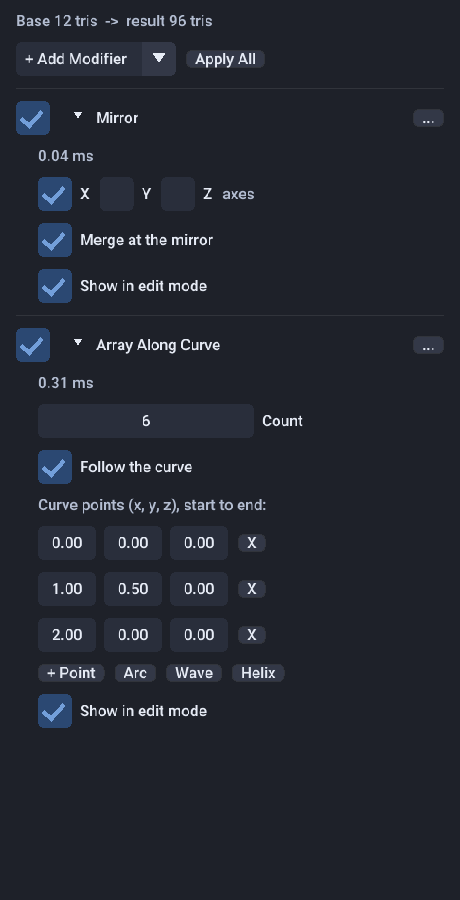 Base 12 tris -> result 96 tris
+ Add Modifier Apply All
Mirror ...
0.04 ms
X Y Z axes
Merge at the mirror
Show in edit mode
Array Along Curve ...
0.31 ms
6 Count
Follow the curve
Curve points (x, y, z), start to end:
0.00 0.00 0.00 X
1.00 0.50 0.00 X
2.00 0.00 0.00 X
+ Point Arc Wave Helix
Show in edit mode